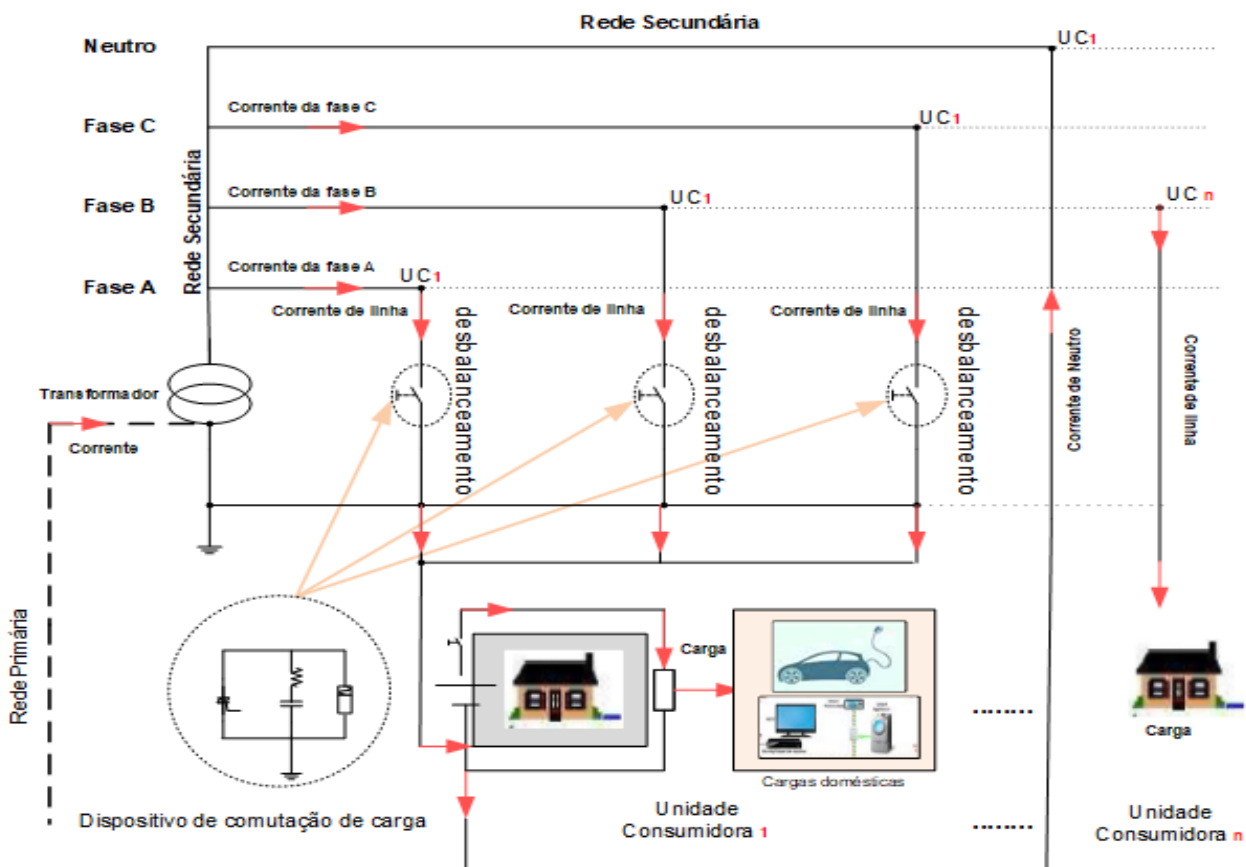 Rede Secundária
Neutro
UC1
Corrente da fase C
Fase C
UC1
Rede Secundária
Corrente da fase B
Fase B
UC1
UC n
Corrente da fase A
Fase A
UC1
Corrente de linha
Corrente de linha
Corrente de linha
desbalanceamento
desbalanceamento
desbalanceamento
Corrente de Neutro
Corrente de linha
Transformador
Corrente
Rede Primária
Carga
........
Carga
Cargas domésticas
Dispositivo de comutação de carga
Unidade
Consumidora 1
........
Unidade
Consumidora n